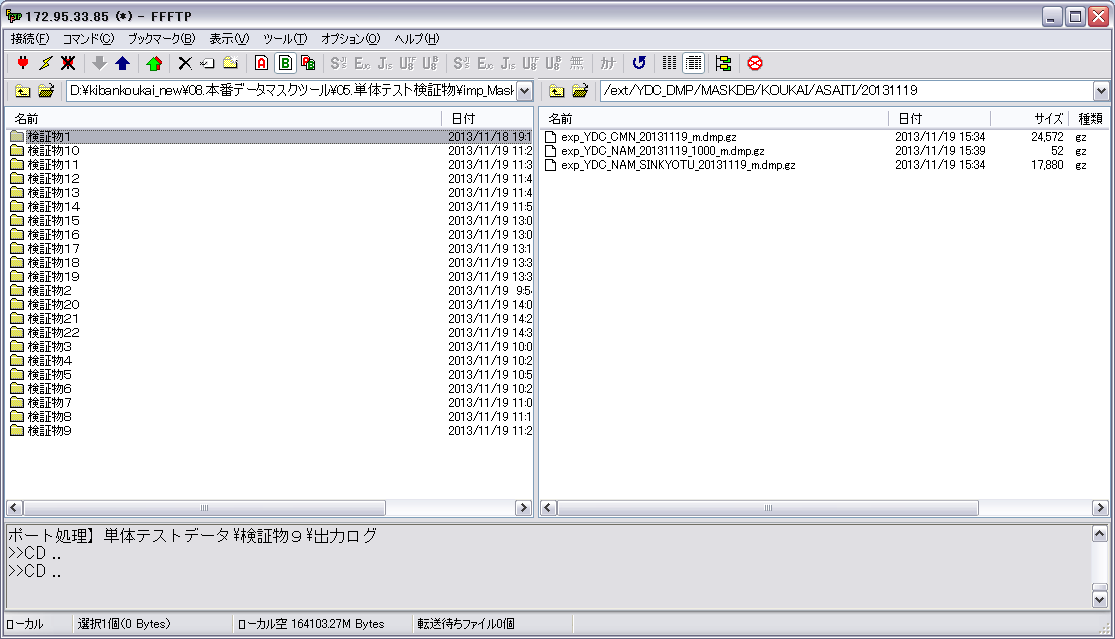 172.95.33.85 (*) - FFFTP
接続(F) コマンド(C) ブックマーク(B) 表示(V) ツール(T) オプション(O) ヘルプ(H)
D:¥kibankoukai_new¥08.本番データマスクツール¥05.単体テスト検証物¥imp_Mask
/ext/YDC_DMP/MASKDB/KOUKAI/ASAITI/20131119
名前 日付
検証物1 2013/11/18 19:1
検証物10 2013/11/19 11:2
検証物11 2013/11/19 11:3
検証物12 2013/11/19 11:4
検証物13 2013/11/19 11:4
検証物14 2013/11/19 11:5
検証物15 2013/11/19 13:0
検証物16 2013/11/19 13:0
検証物17 2013/11/19 13:1
検証物18 2013/11/19 13:3
検証物19 2013/11/19 13:3
検証物2 2013/11/19 9:54
検証物20 2013/11/19 14:0
検証物21 2013/11/19 14:2
検証物22 2013/11/19 14:3
検証物3 2013/11/19 10:0
検証物4 2013/11/19 10:2
検証物5 2013/11/19 10:5
検証物6 2013/11/19 10:2
検証物7 2013/11/19 11:0
検証物8 2013/11/19 11:1
検証物9 2013/11/19 11:2
名前 日付 サイズ 種類
exp_YDC_CMN_20131119_m.dmp.gz 2013/11/19 15:34 24,572 gz
exp_YDC_NAM_20131119_1000_m.dmp.gz 2013/11/19 15:39 52 gz
exp_YDC_NAM_SINKYOTU_20131119_m.dmp.gz 2013/11/19 15:34 17,880 gz
ポート処理】単体テストデータ¥検証物９¥出力ログ
>>CD ..
>>CD ..
ローカル 選択1個(0 Bytes) ローカル空 164103.27M Bytes 転送待ちファイル0個